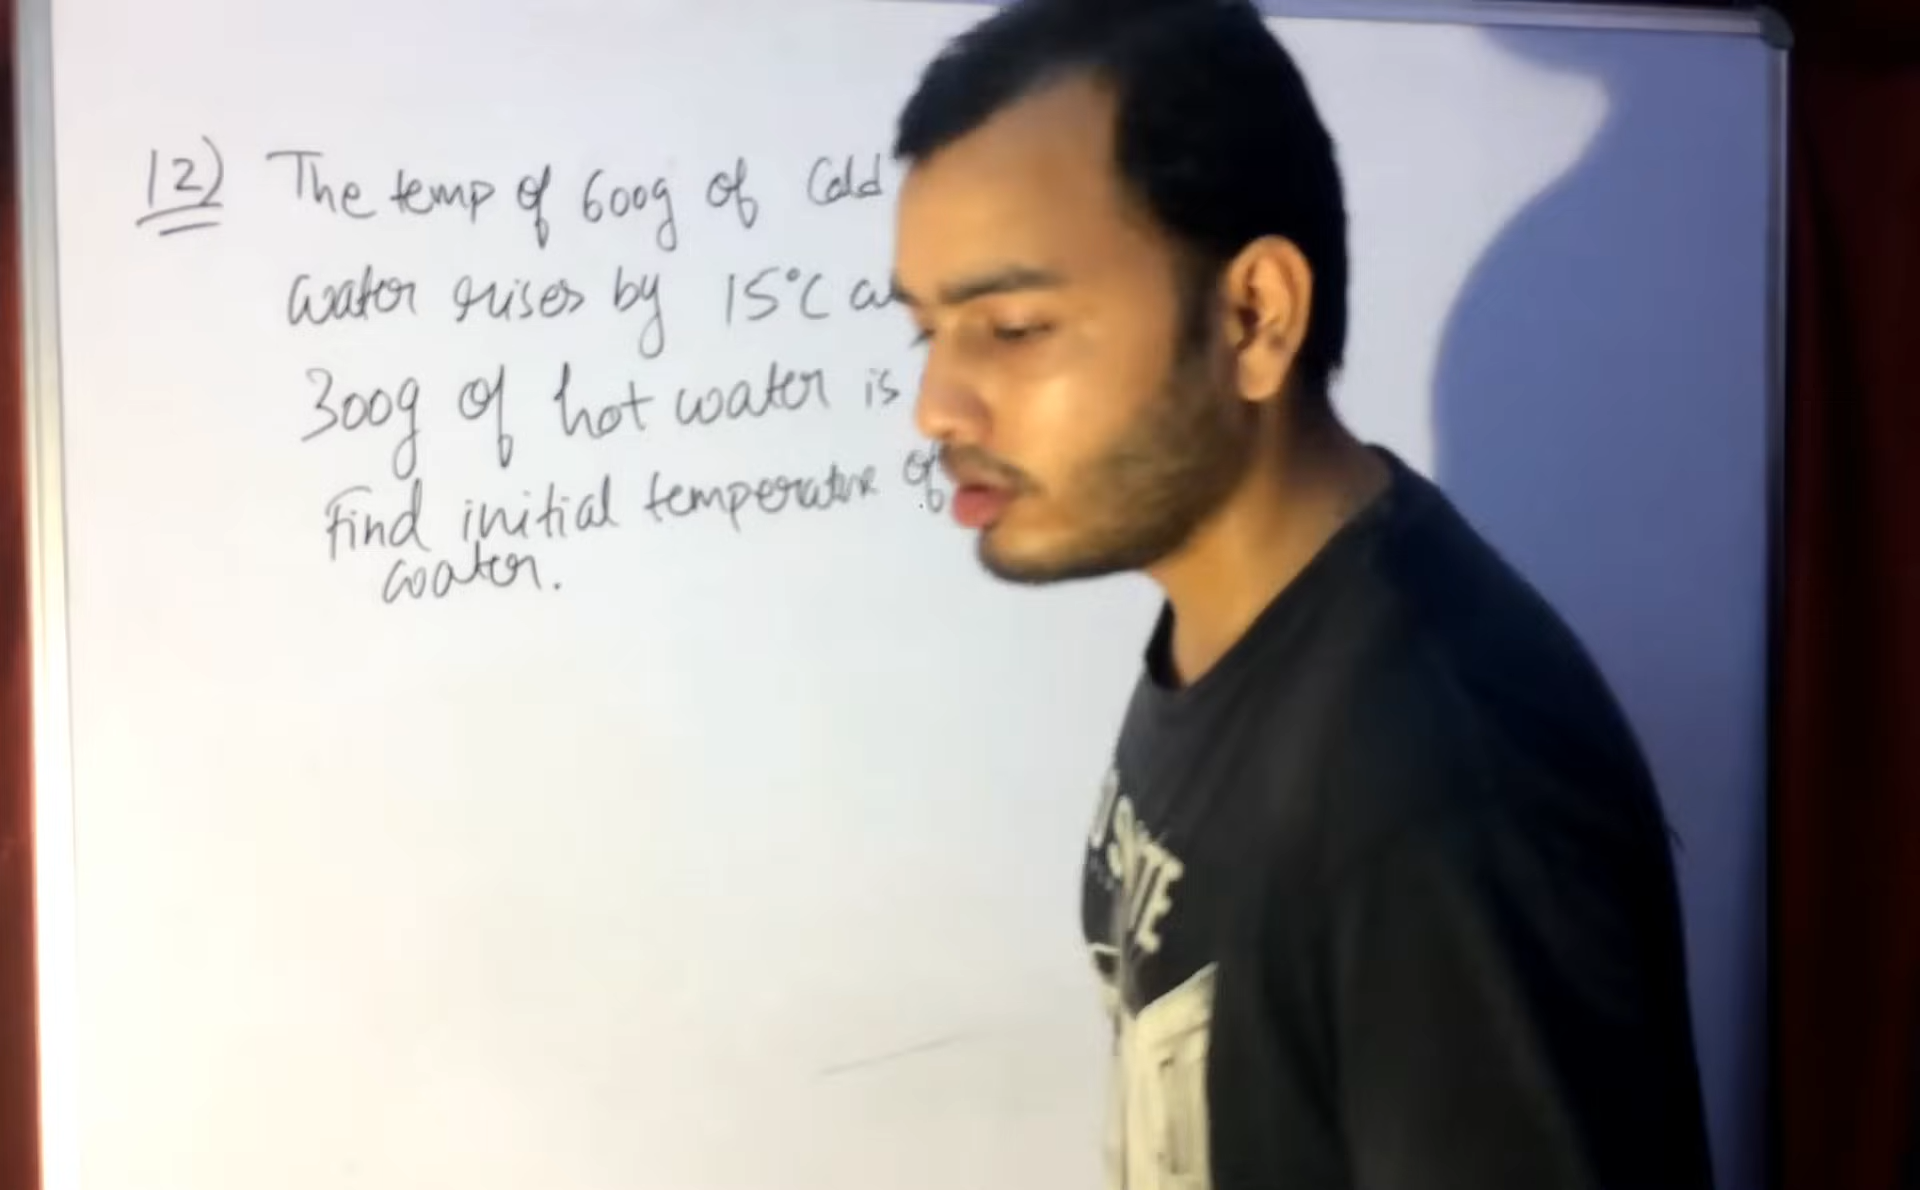 12) The temp of 600g of Cold
water rises by 15°C
300g of hot water is
Find initial temperature of
water.